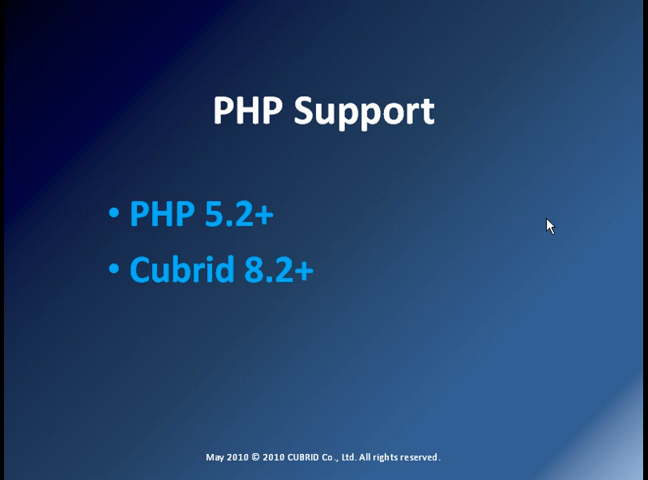 PHP Support
• PHP 5.2+
• Cubrid 8.2+
May 2010 © 2010 CUBRID Co., Ltd. All rights reserved.